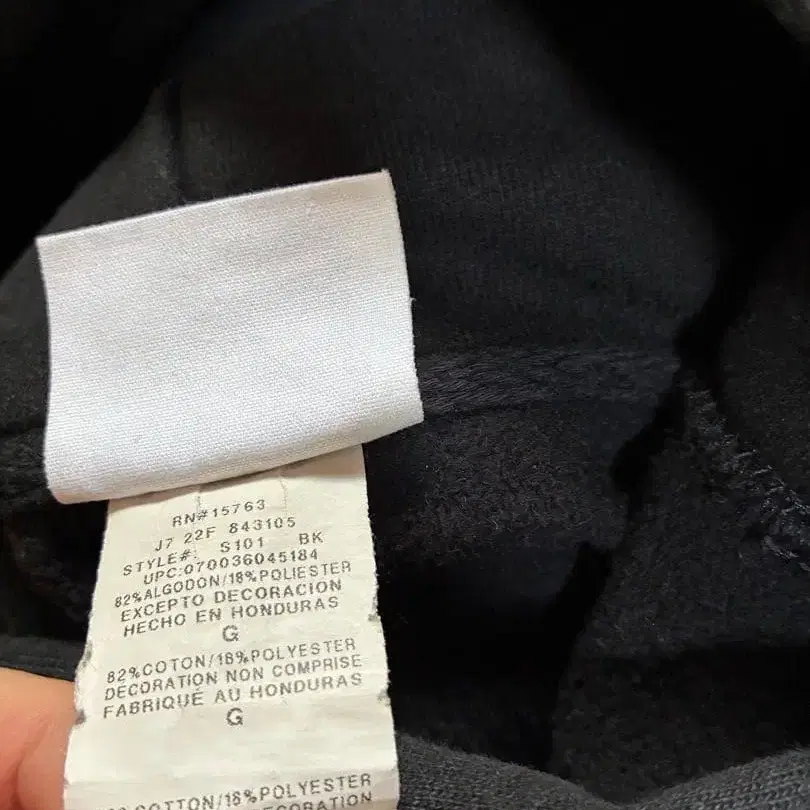 RN#15763
J7 22F 843105
STYLE#: S101 BK
UPC:070036045184
82%ALGODON/18%POLIESTER
EXCEPTO DECORACION
HECHO EN HONDURAS
G
82%COTON/18%POLYESTER
DECORATION NON COMPRISE
FABRIQUÉ AU HONDURAS
G
COTTON/18%POLYESTER
DECORATION